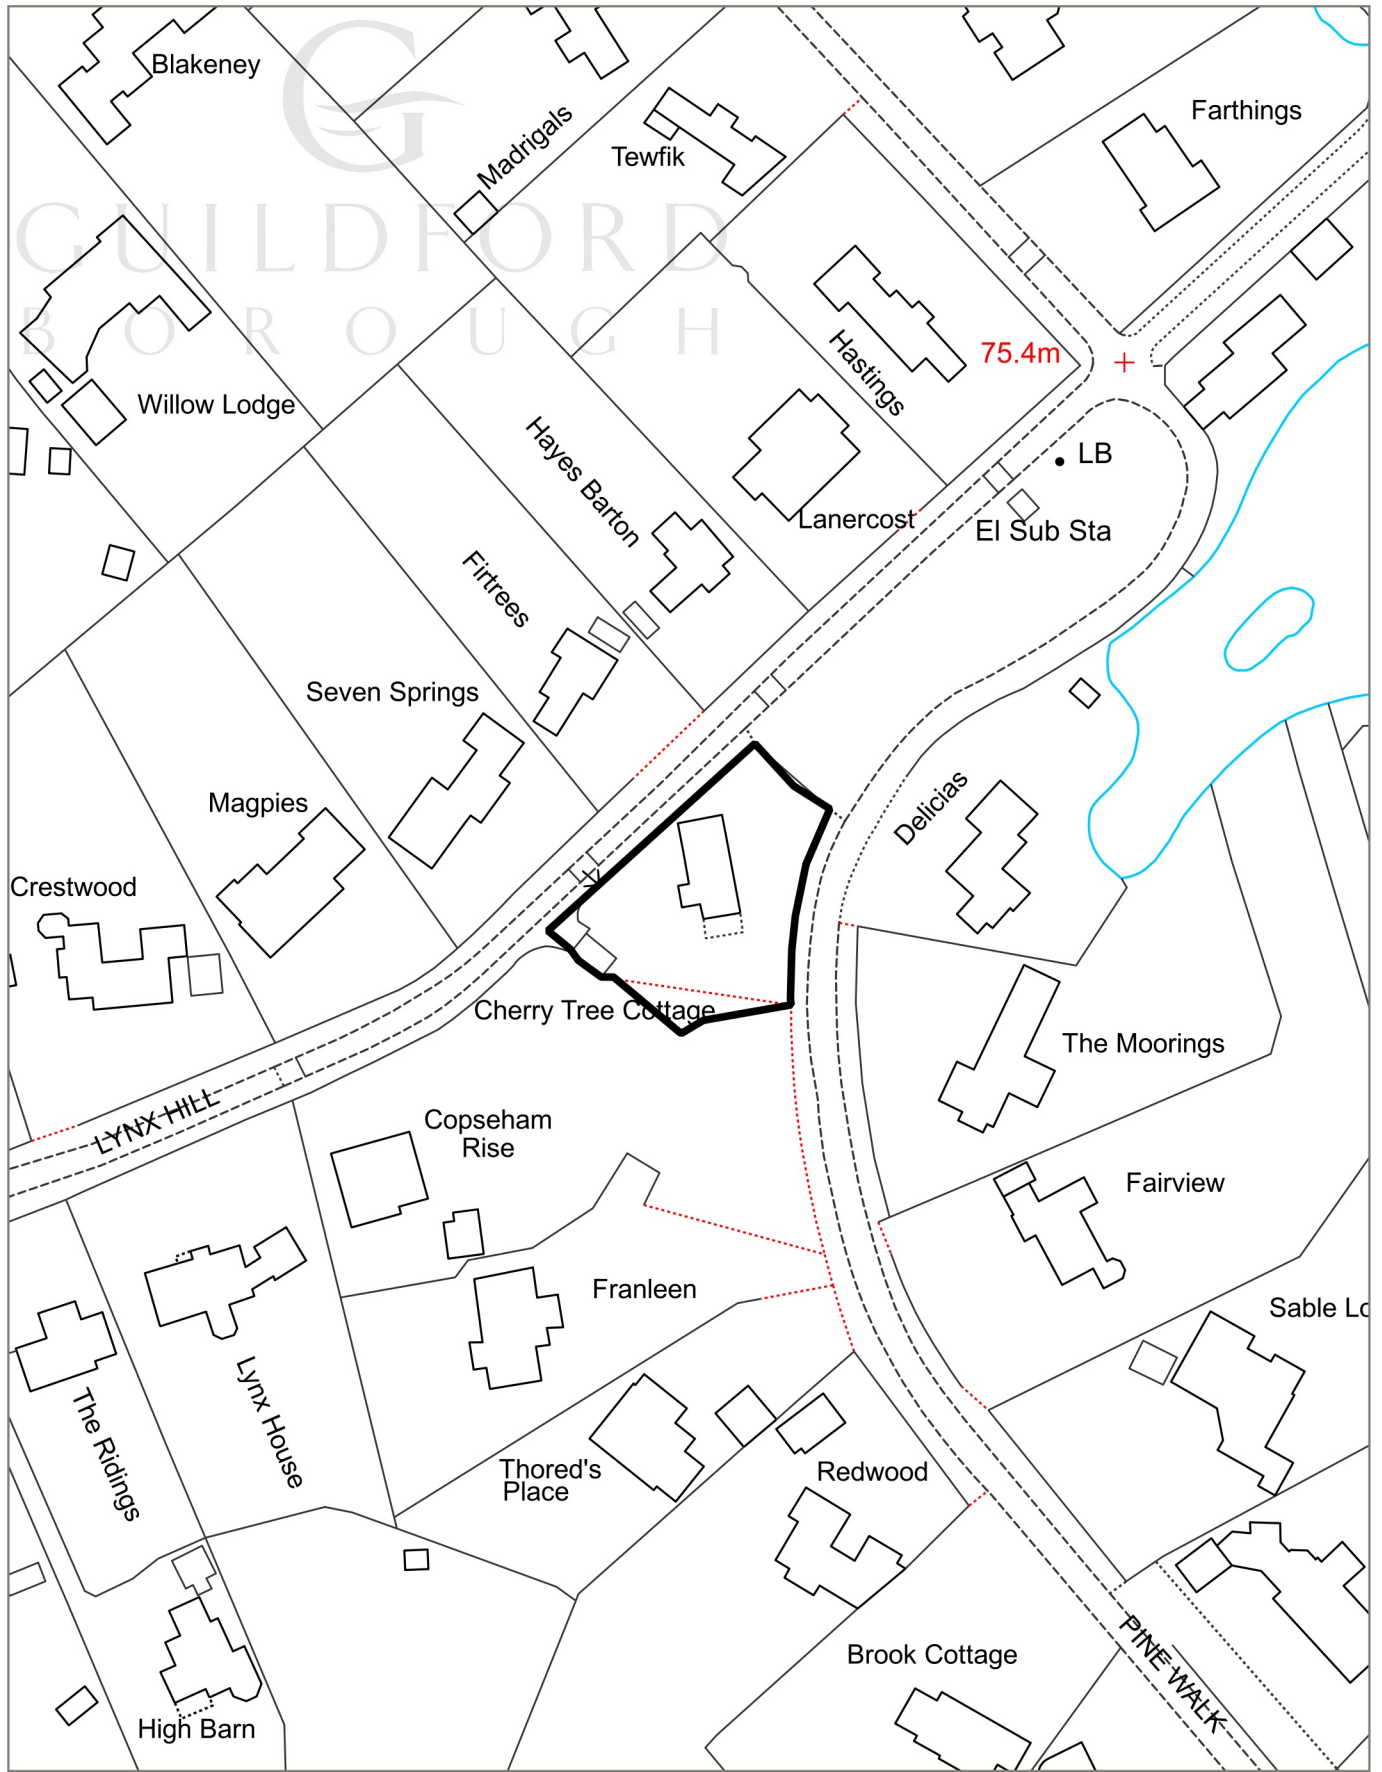 Blakeney
Madrigals
Tewfik
Farthings
GUILDFORD
BOROUGH
Willow Lodge
Hastings
75.4m
Hayes Barton
LB
Lanercost
El Sub Sta
Firtrees
Seven Springs
Magpies
Delicias
Crestwood
Cherry Tree Cottage
The Moorings
LYNX HILL
Copseham
Rise
Fairview
Franleen
Sable Lo
Lynx House
The Ridings
Thored's
Place
Redwood
Brook Cottage
PINE WALK
High Barn